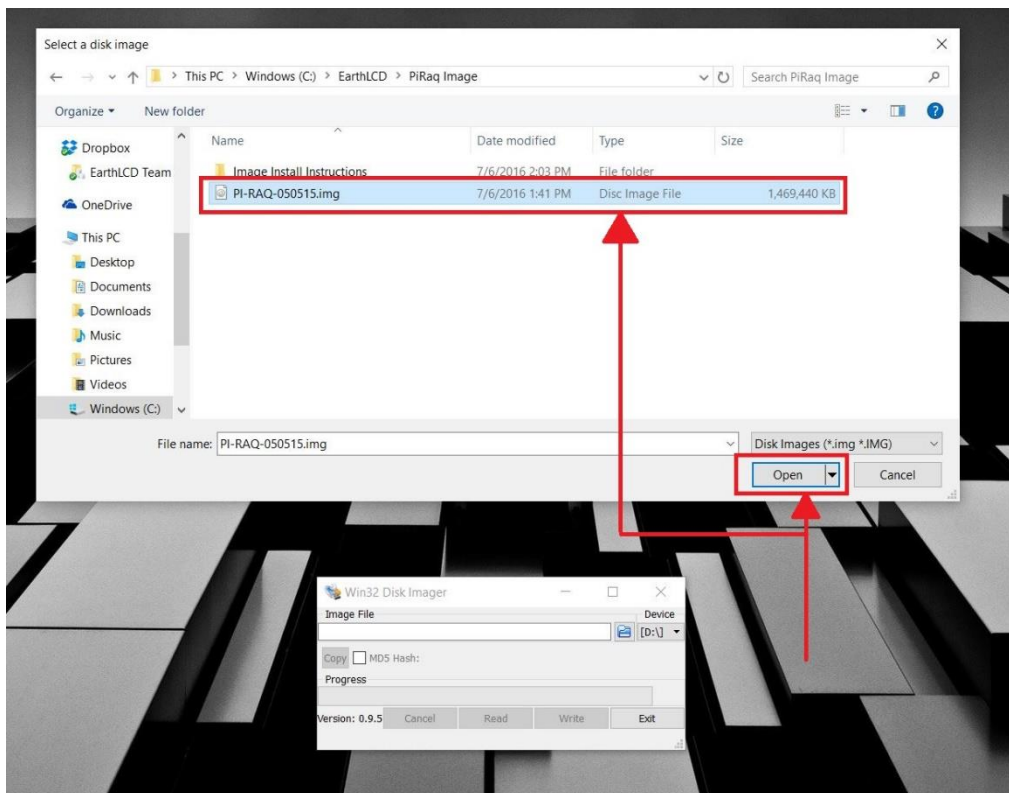 Select a disk image
This PC > Windows (C:) > EarthLCD > PiRaq Image
Search PiRaq Image
Organize
New folder
Name
Date modified
Type
Size
Dropbox
EarthLCD Team
OneDrive
This PC
Desktop
Documents
Downloads
Music
Pictures
Videos
Windows (C:)
Image Install Instructions 7/6/2016 2:03 PM File folder
PI-RAQ-050515.img 7/6/2016 1:41 PM Disc Image File 1,469,440 KB
File name: PI-RAQ-050515.img
Disk Images (*.img *.IMG)
Open
Cancel
Win32 Disk Imager
Image File
Device
[D:\]
Copy
MD5 Hash:
Progress
Version: 0.9.5
Cancel
Read
Write
Exit